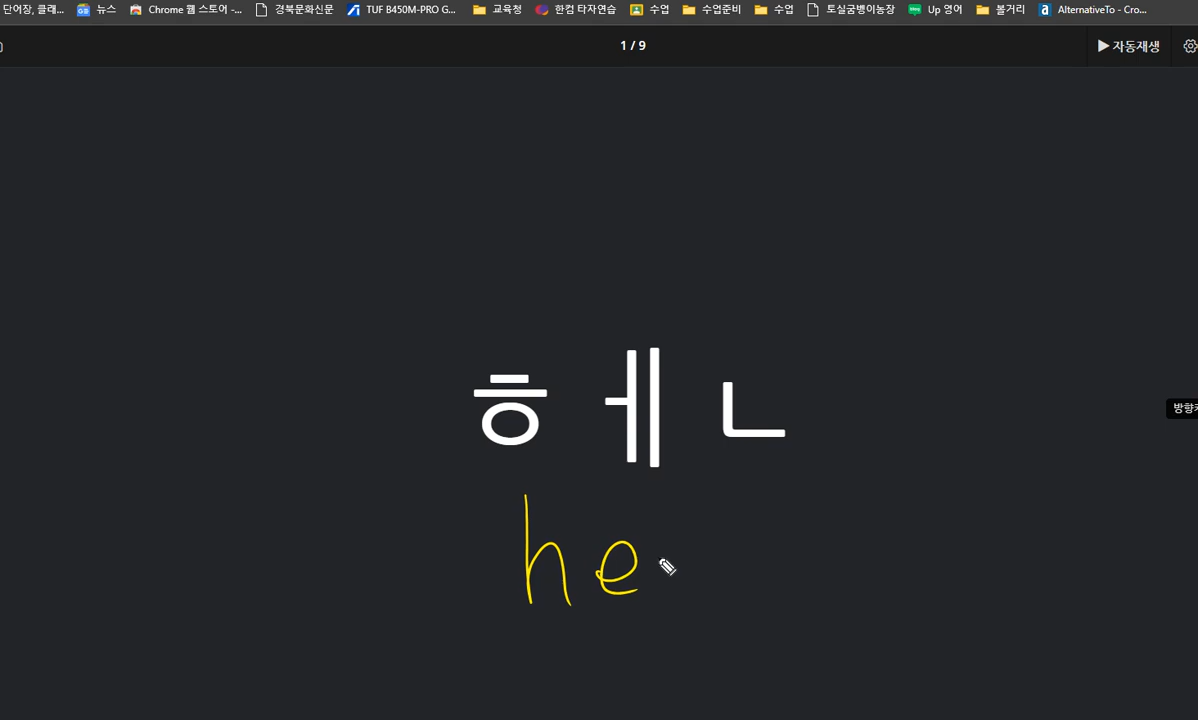 단어장, 클래... 뉴스 Chrome 웹 스토어 -... 경북문화신문 TUF B450M-PRO G... 교육청 한컴 타자연습 수업 수업준비 수업 토실굼벵이농장 Up 영어 볼거리 AlternativeTo - Cro...
1 / 9 ▶ 자동재생
ㅎ ㅔ ㄴ
방향키
he